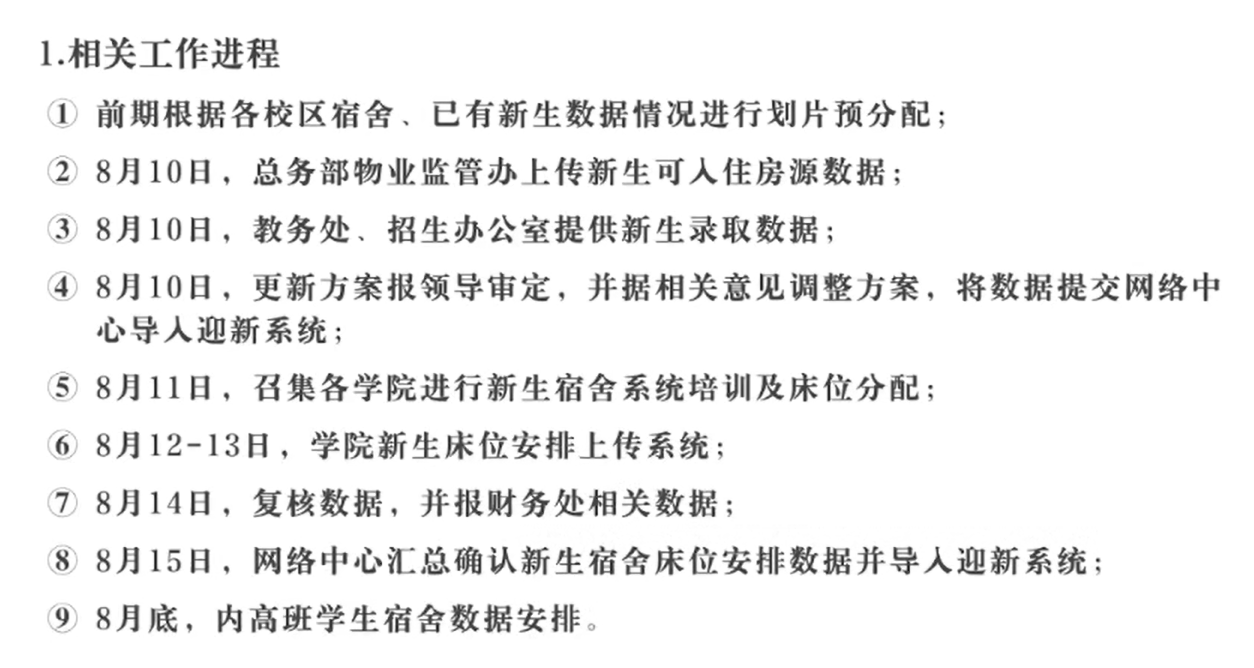 1.相关工作进程
① 前期根据各校区宿舍、已有新生数据情况进行划片预分配；
② 8月10日，总务部物业监管办上传新生可入住房源数据；
③ 8月10日，教务处、招生办公室提供新生录取数据；
④ 8月10日，更新方案报领导审定，并据相关意见调整方案，将数据提交网络中
心导入迎新系统；
⑤ 8月11日，召集各学院进行新生宿舍系统培训及床位分配；
⑥ 8月12-13日，学院新生床位安排上传系统；
⑦ 8月14日，复核数据，并报财务处相关数据；
⑧ 8月15日，网络中心汇总确认新生宿舍床位安排数据并导入迎新系统；
⑨ 8月底，内高班学生宿舍数据安排。